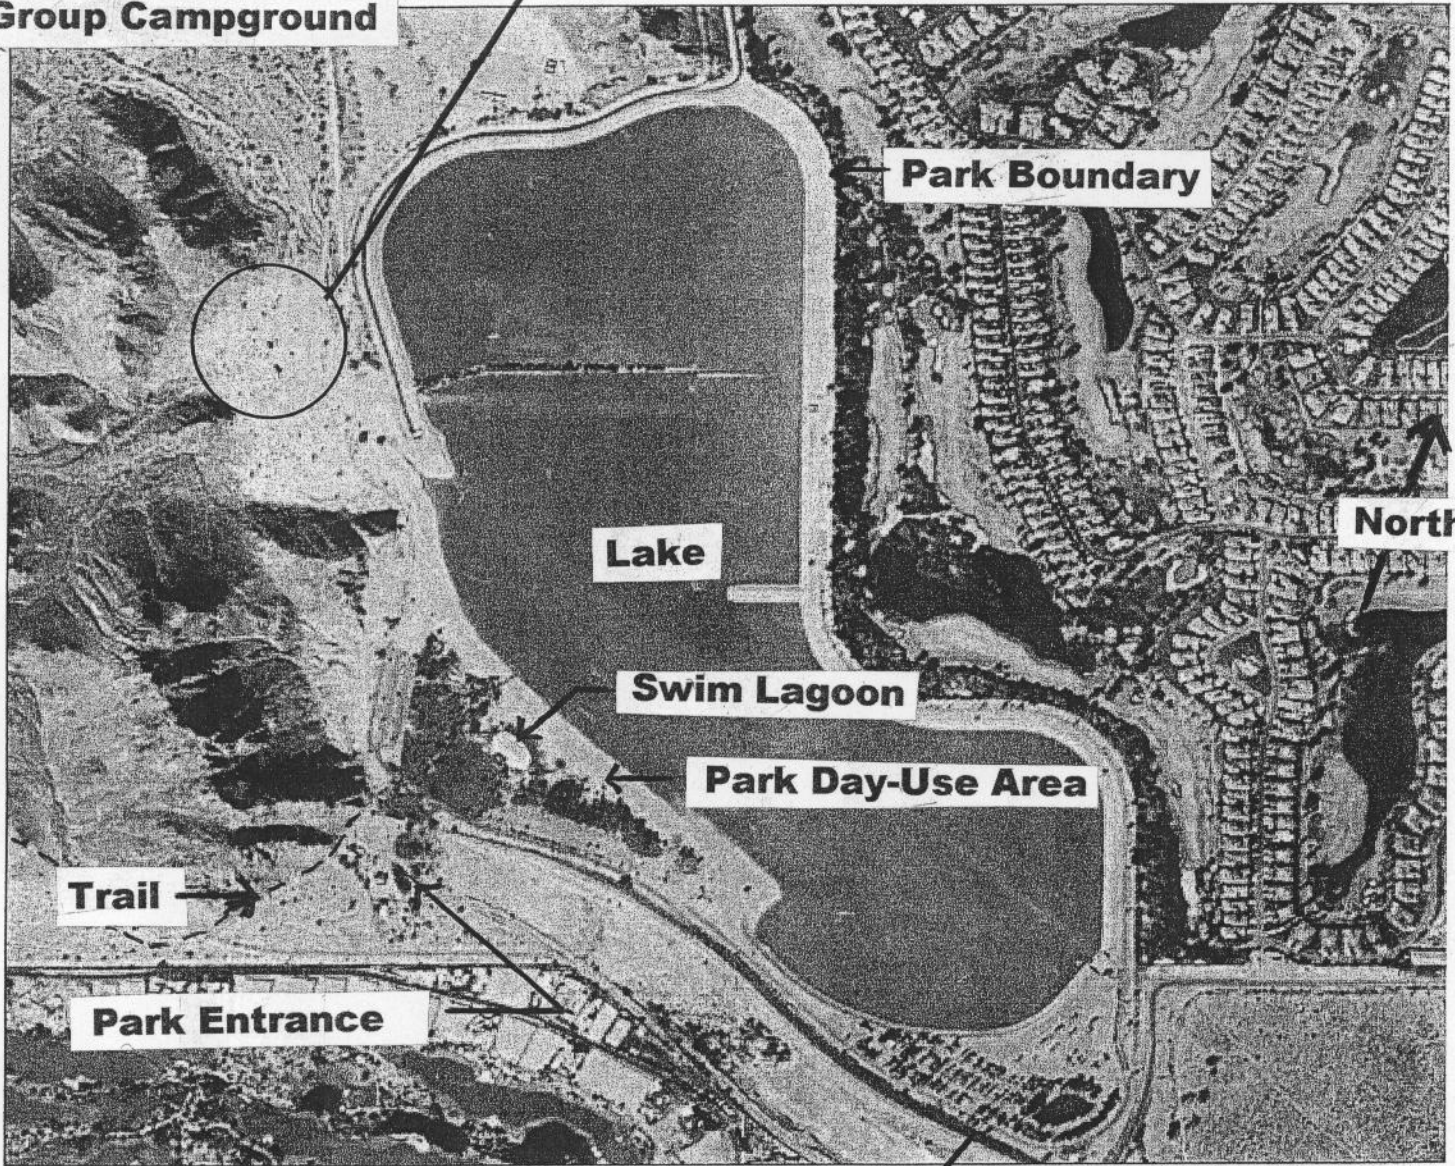 Group Campground
Park Boundary
North
Lake
Swim Lagoon
Park Day-Use Area
Trail
Park Entrance